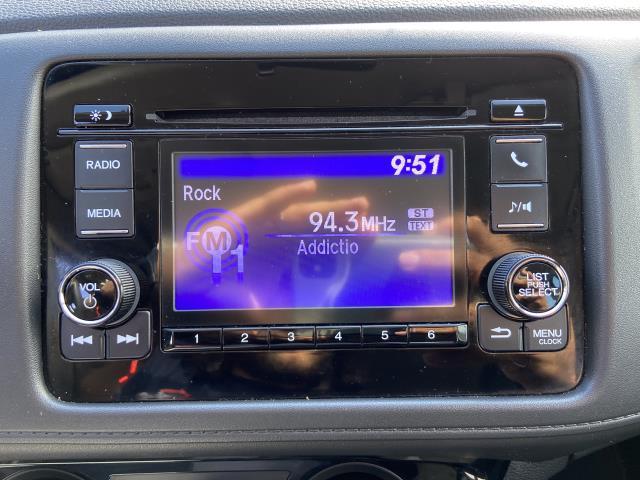 9:51
RADIO
Rock
MEDIA
94.3MHz ST
TEXT
FM1
Addictio
VOL
LIST
PUSH
SELECT
1 2 3 4 5 6
MENU
CLOCK